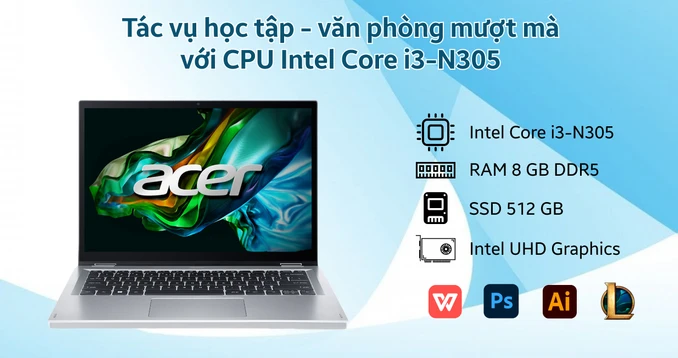 Tác vụ học tập - văn phòng mượt mà
với CPU Intel Core i3-N305
acer
Intel Core i3-N305
RAM 8 GB DDR5
SSD 512 GB
Intel UHD Graphics
W Ps Ai L